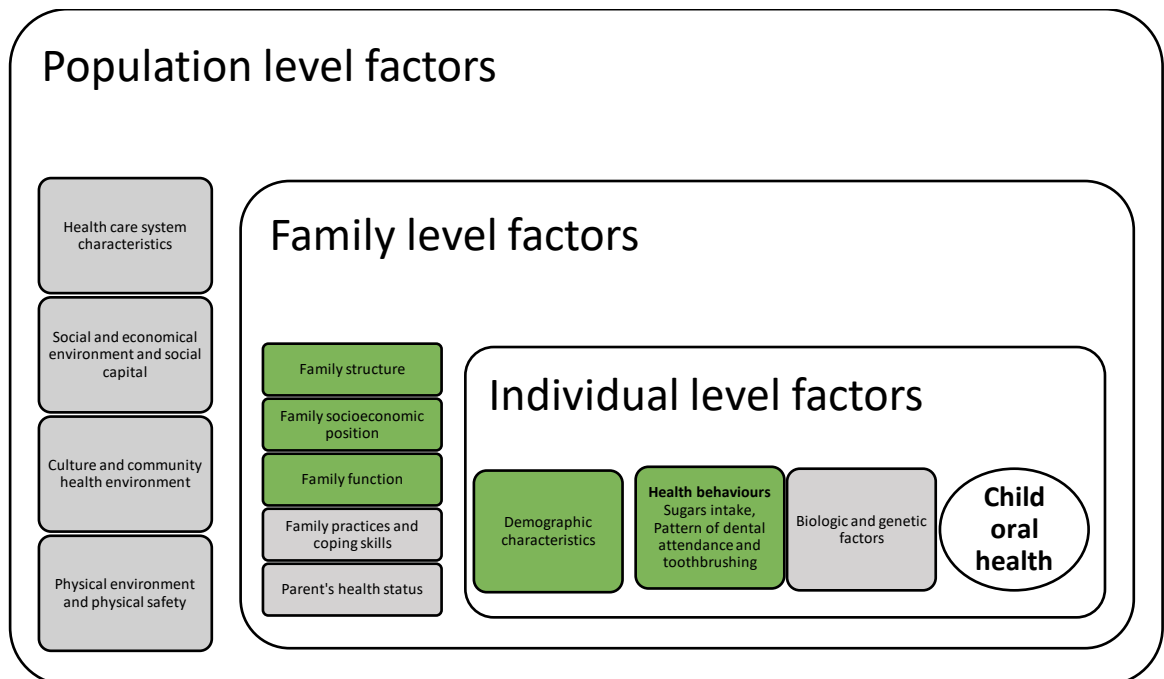 Population level factors
Health care system
characteristics
Social and economical
environment and social
capital
Culture and community
health environment
Physical environment
and physical safety
Family level factors
Family structure
Family socioeconomic
position
Family function
Family practices and
coping skills
Parent's health status
Individual level factors
Demographic
characteristics
Health behaviours
Sugars intake,
Pattern of dental
attendance and
toothbrushing
Biologic and genetic
factors
Child
oral
health